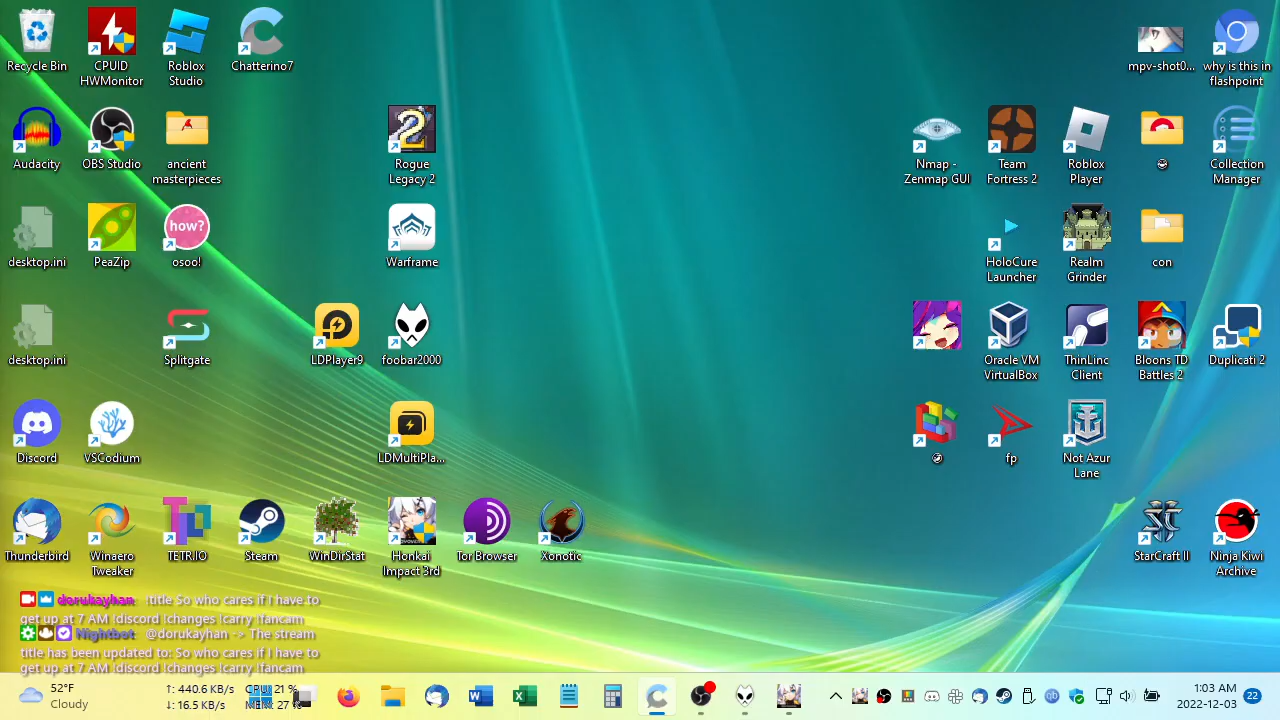 Recycle Bin
CPUID
HWMonitor
Roblox
Studio
Chatterino7
mpv-shot0...
why is this in
flashpoint
Audacity
OBS Studio
ancient
masterpieces
2
Rogue
Legacy 2
Nmap -
Zenmap GUI
Team
Fortress 2
Roblox
Player
Collection
Manager
desktop.ini
PeaZip
how?
osoo!
Warframe
HoloCure
Launcher
Realm
Grinder
con
desktop.ini
Splitgate
LDPlayer9
foobar2000
Oracle VM
VirtualBox
ThinLinc
Client
Bloons TD
Battles 2
Duplicati 2
Discord
VSCodium
LDMultiPla...
fp
Not Azur
Lane
Thunderbird
Winaero
Tweaker
TETR.IO
Steam
WinDirStat
Honkai
Impact 3rd
Tor Browser
Xonotic
StarCraft II
Ninja Kiwi
Archive
dorukayhan: !title So who cares if I have to
get up at 7 AM !discord !changes !carry !fancam
Nightbot: @dorukayhan -> The stream
title has been updated to: So who cares if I have to
get up at 7 AM !discord !changes !carry !fancam
52°F
Cloudy
↑: 440.6 KB/s
↓: 16.5 KB/s
CPU: 21 %
MEM: 27 %
1:03 AM
2022-12-03
22